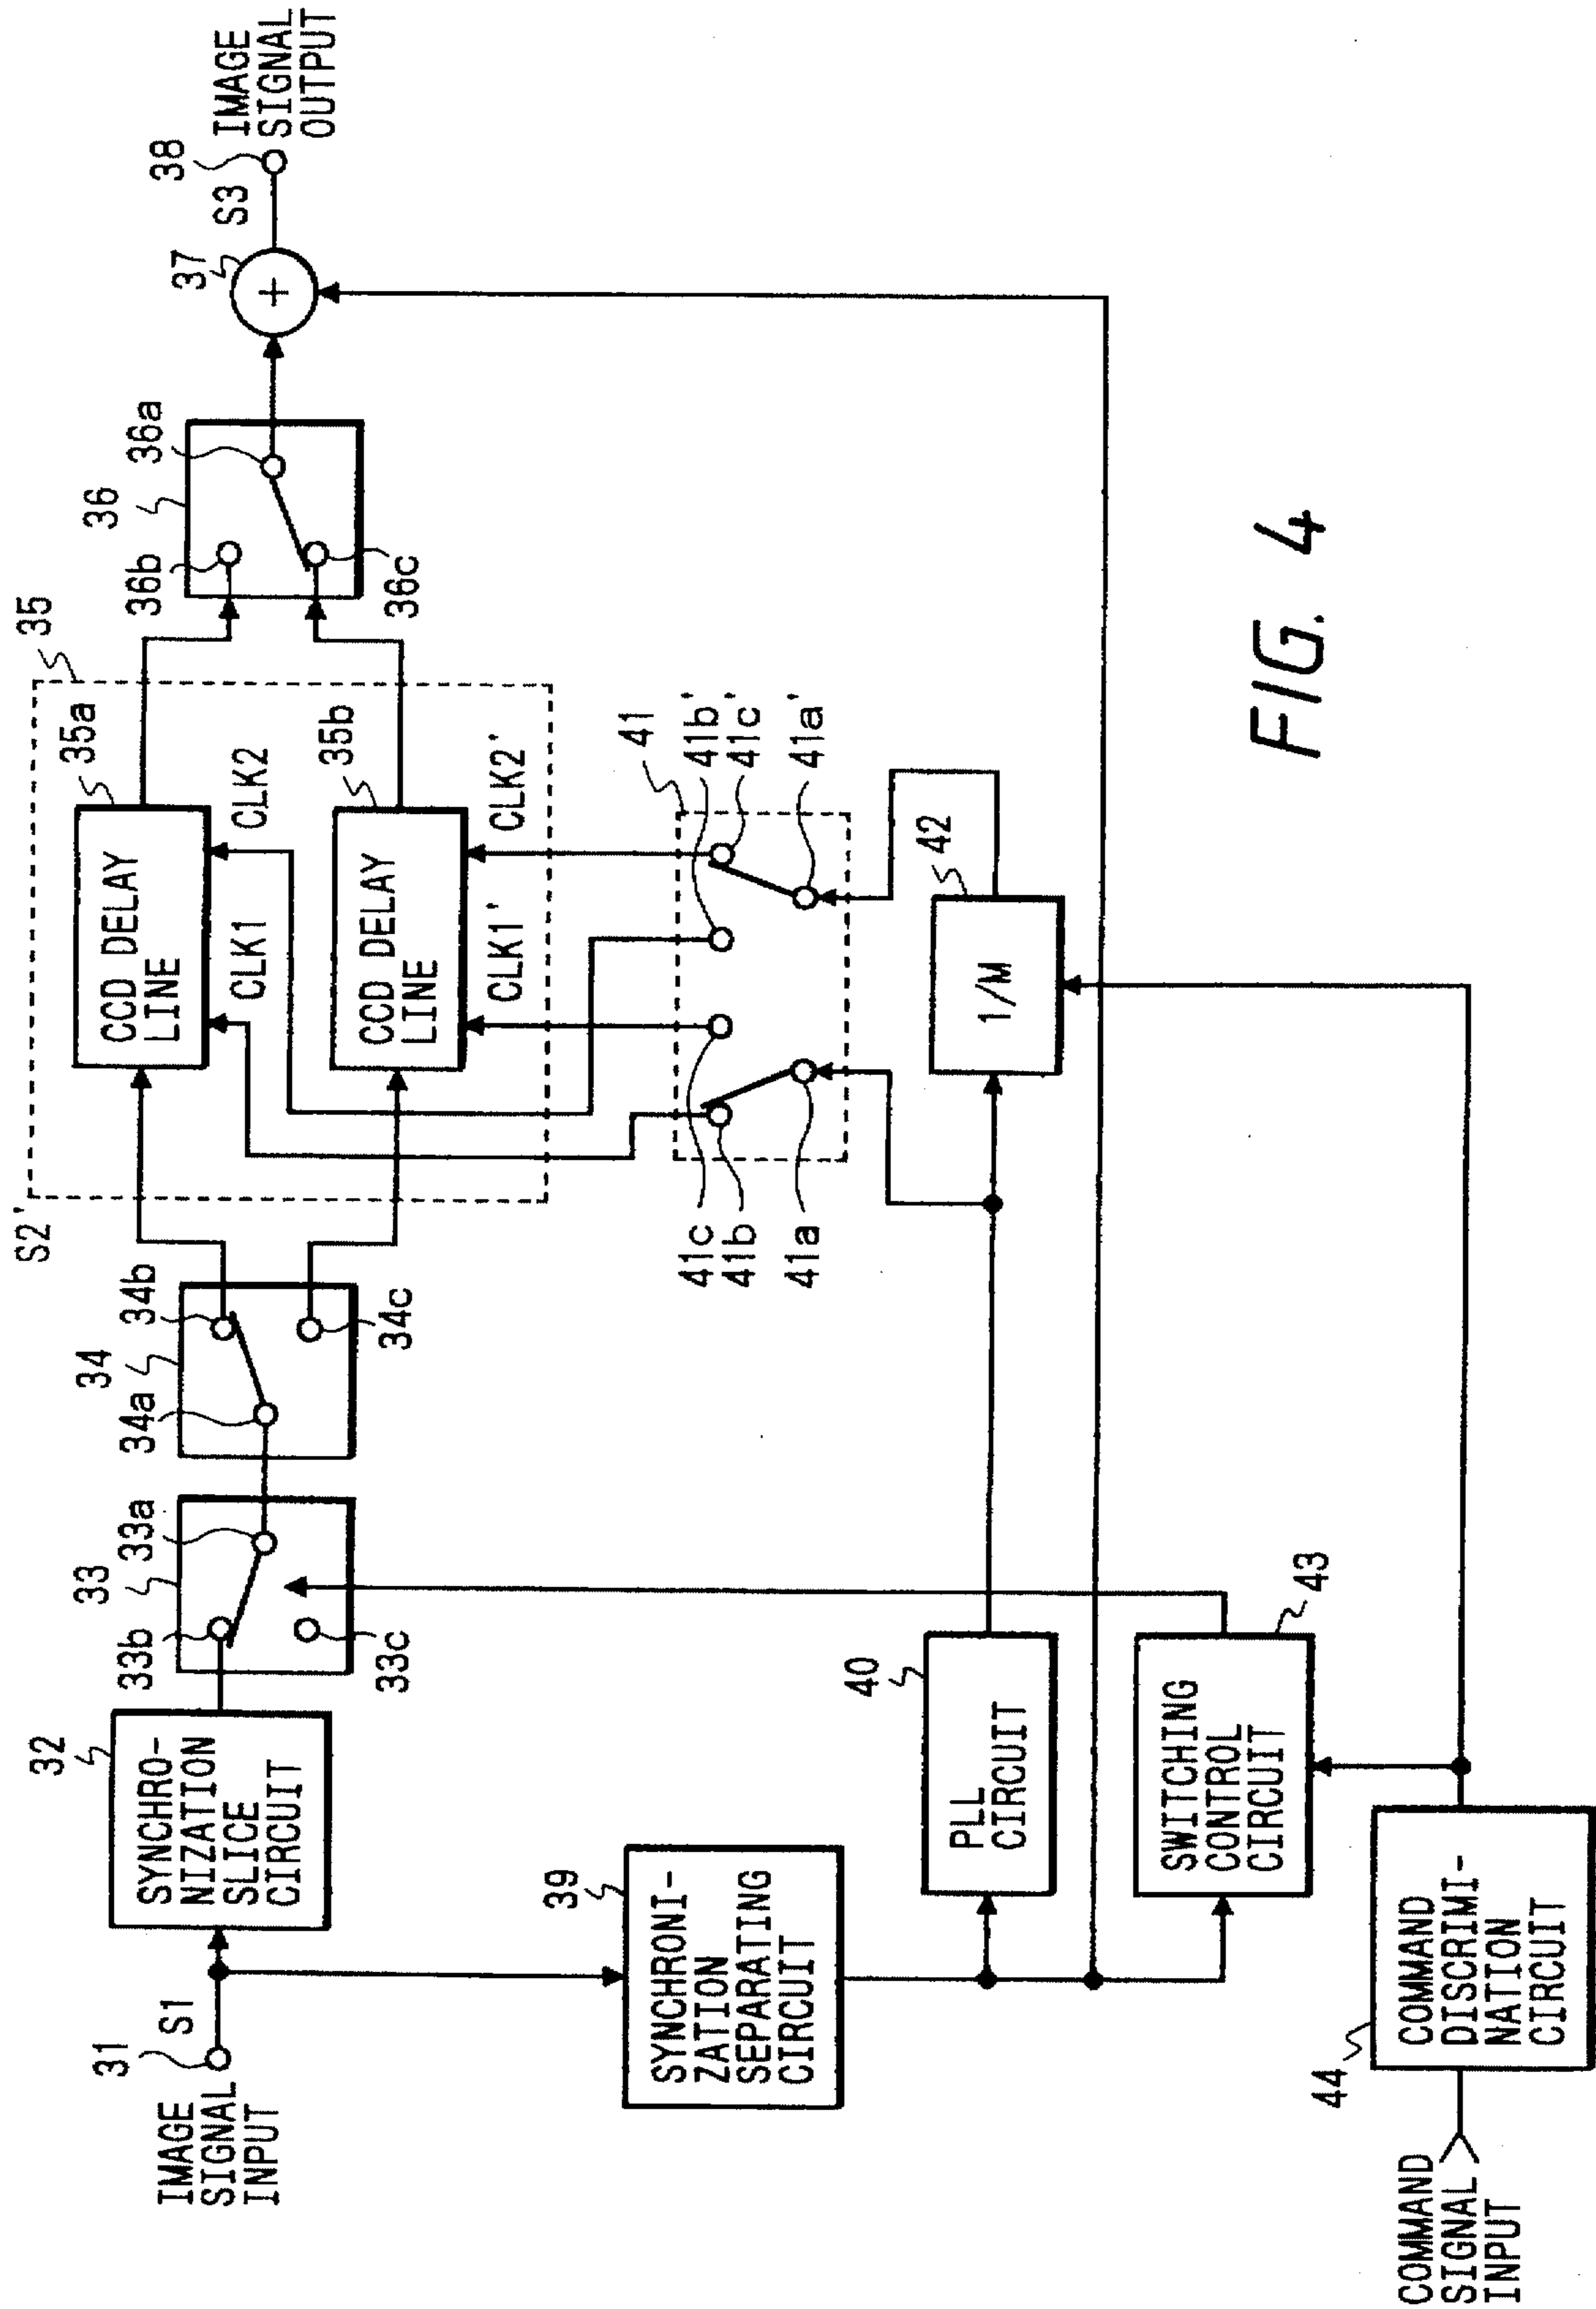 IMAGE
SIGNAL
INPUT
31
S1
32
SYNCHRO-
NIZATION
SLICE
CIRCUIT
33
33b
33a
33c
34
34a
34b
34c
S2'
35
35a
CCD DELAY
LINE
CLK1
CLK2
35b
CCD DELAY
LINE
CLK1'
CLK2'
36
36b
36a
36c
37
+
S3
38
IMAGE
SIGNAL
OUTPUT
39
SYNCHRONI-
ZATION
SEPARATING
CIRCUIT
40
PLL
CIRCUIT
41
41c
41b
41a
41b'
41c'
41a'
42
1/M
43
SWITCHING
CONTROL
CIRCUIT
44
COMMAND
DISCRIMI-
NATION
CIRCUIT
COMMAND
SIGNAL
INPUT
FIG. 4